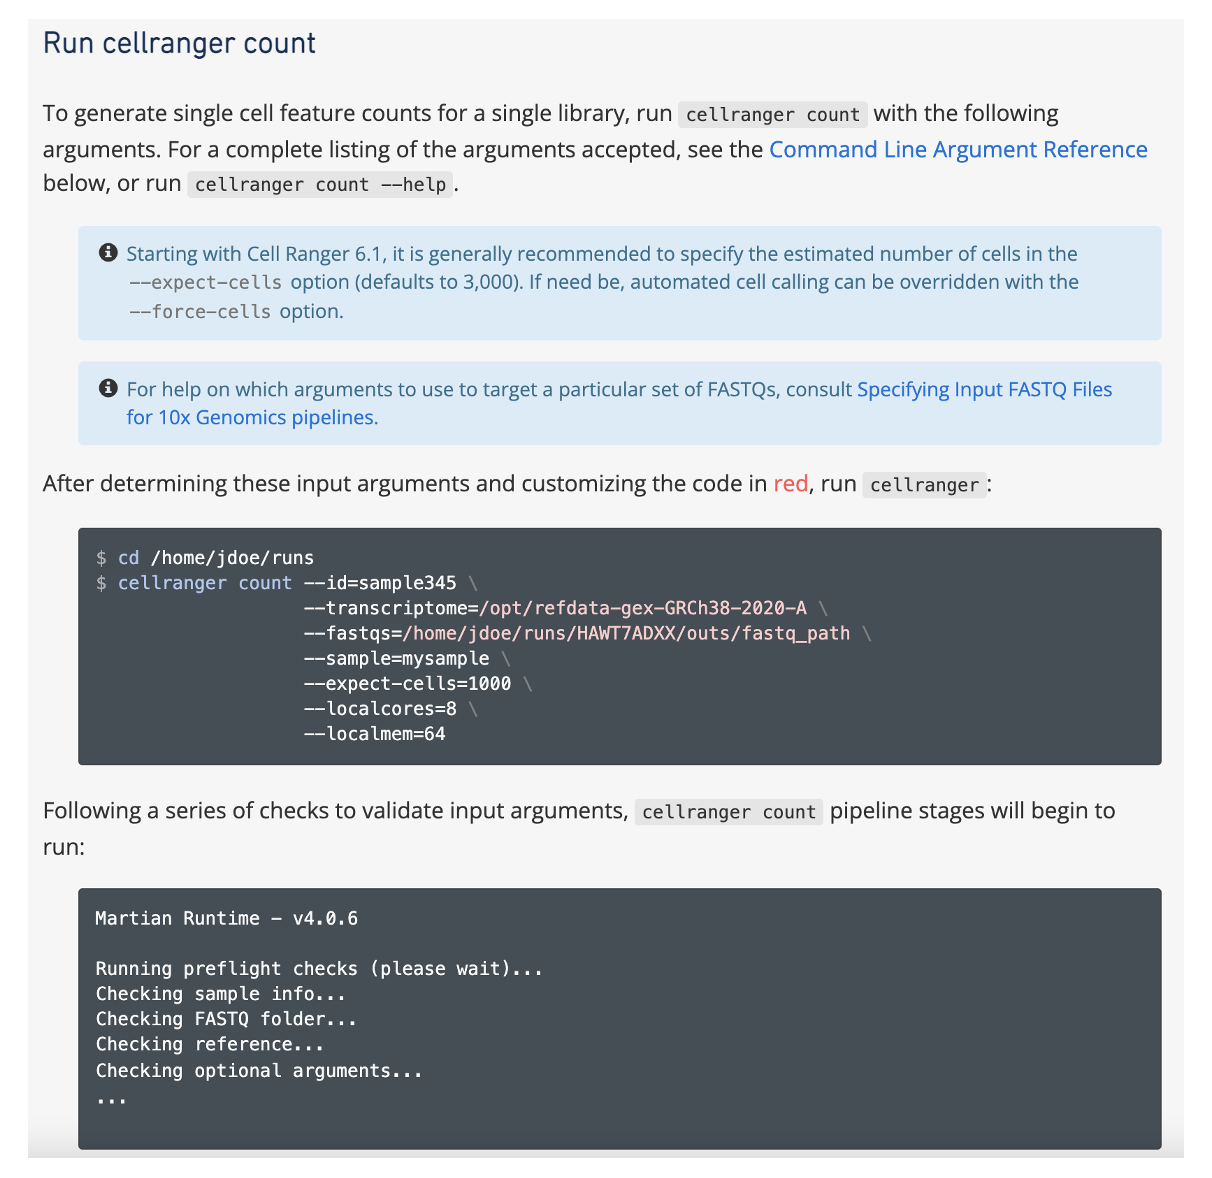 Run cellranger count
To generate single cell feature counts for a single library, run cellranger count with the following
arguments. For a complete listing of the arguments accepted, see the Command Line Argument Reference
below, or run cellranger count --help.
Starting with Cell Ranger 6.1, it is generally recommended to specify the estimated number of cells in the
--expect-cells option (defaults to 3,000). If need be, automated cell calling can be overridden with the
--force-cells option.
For help on which arguments to use to target a particular set of FASTQs, consult Specifying Input FASTQ Files
for 10x Genomics pipelines.
After determining these input arguments and customizing the code in red, run cellranger:
$ cd /home/jdoe/runs
$ cellranger count --id=sample345 \
--transcriptome=/opt/refdata-gex-GRCh38-2020-A \
--fastqs=/home/jdoe/runs/HAWT7ADXX/outs/fastq_path \
--sample=mysample \
--expect-cells=1000 \
--localcores=8 \
--localmem=64
Following a series of checks to validate input arguments, cellranger count pipeline stages will begin to
run:
Martian Runtime - v4.0.6
Running preflight checks (please wait)...
Checking sample info...
Checking FASTQ folder...
Checking reference...
Checking optional arguments...
...